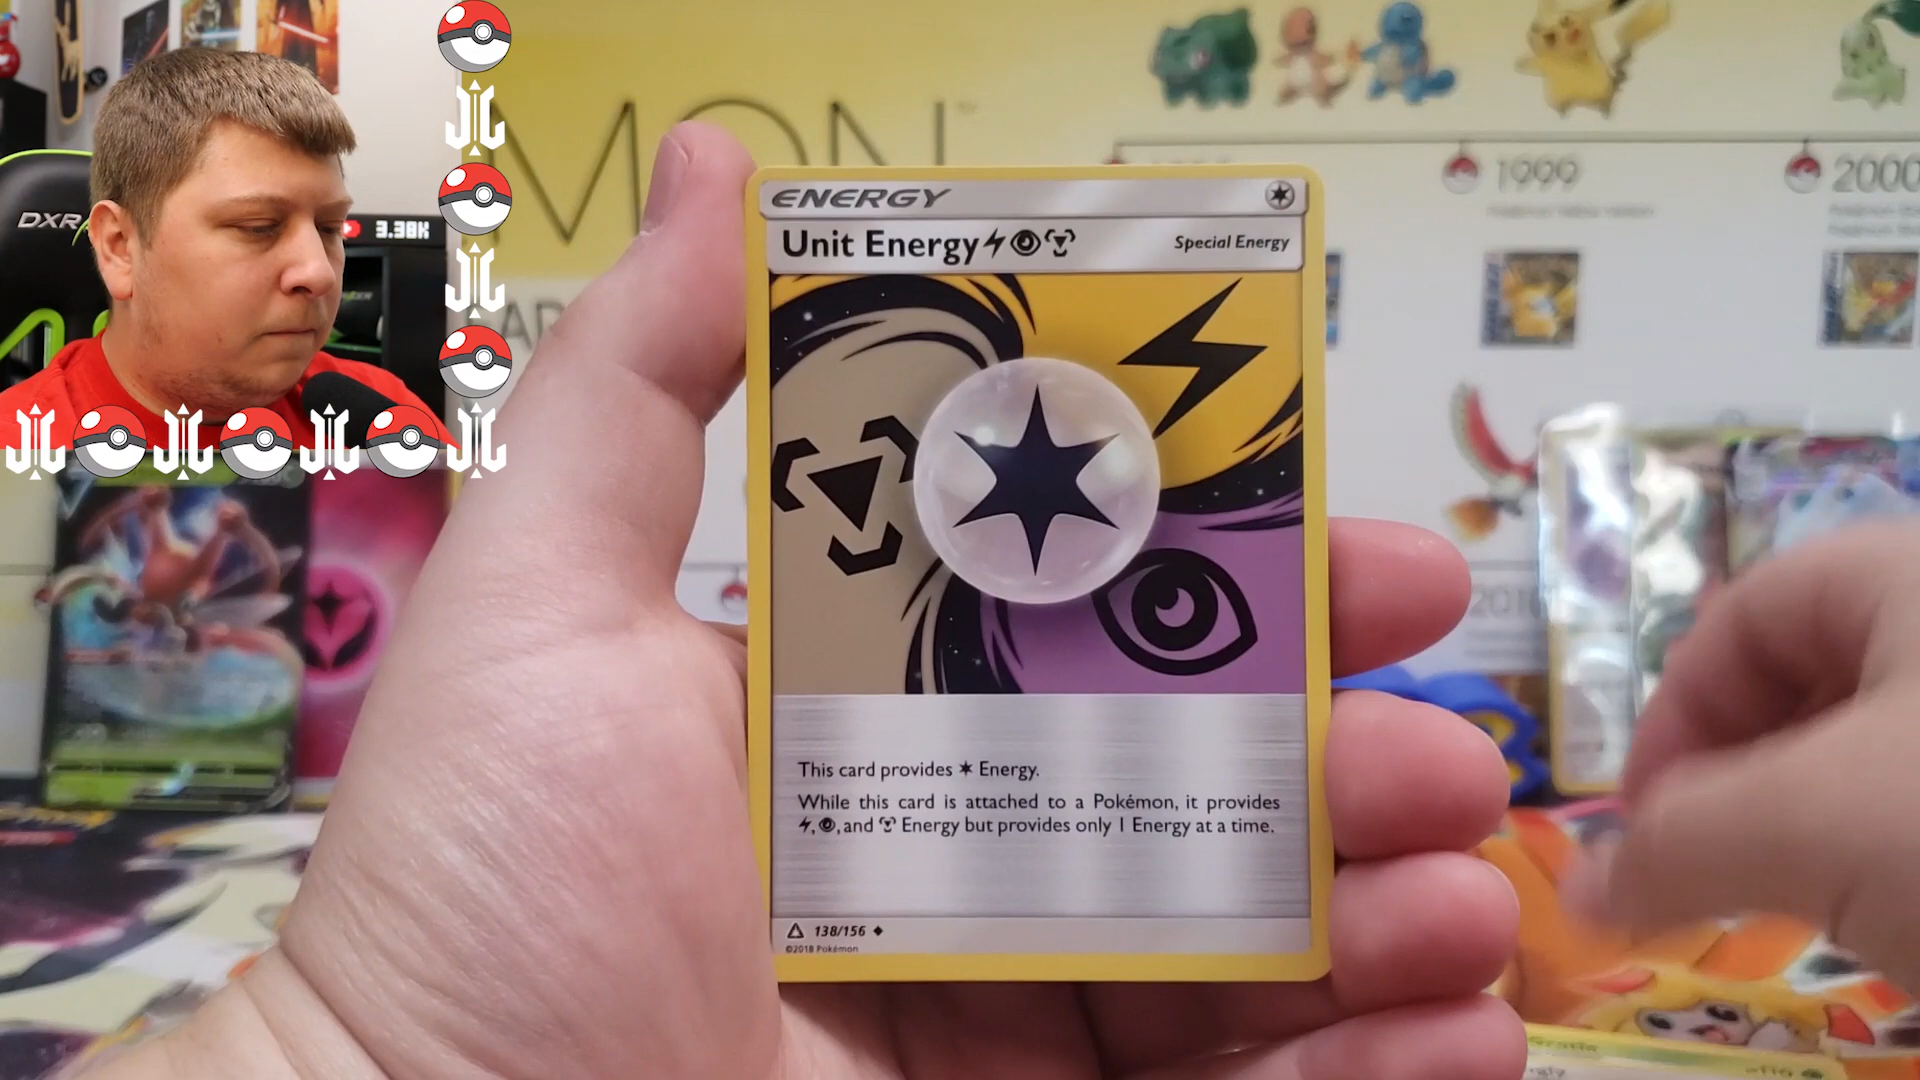 DXR
3.38K
MON™
1999
2000
ENERGY
Unit Energy
Special Energy
This card provides Energy.
While this card is attached to a Pokémon, it provides
, , and Energy but provides only 1 Energy at a time.
138/156
©2018 Pokémon